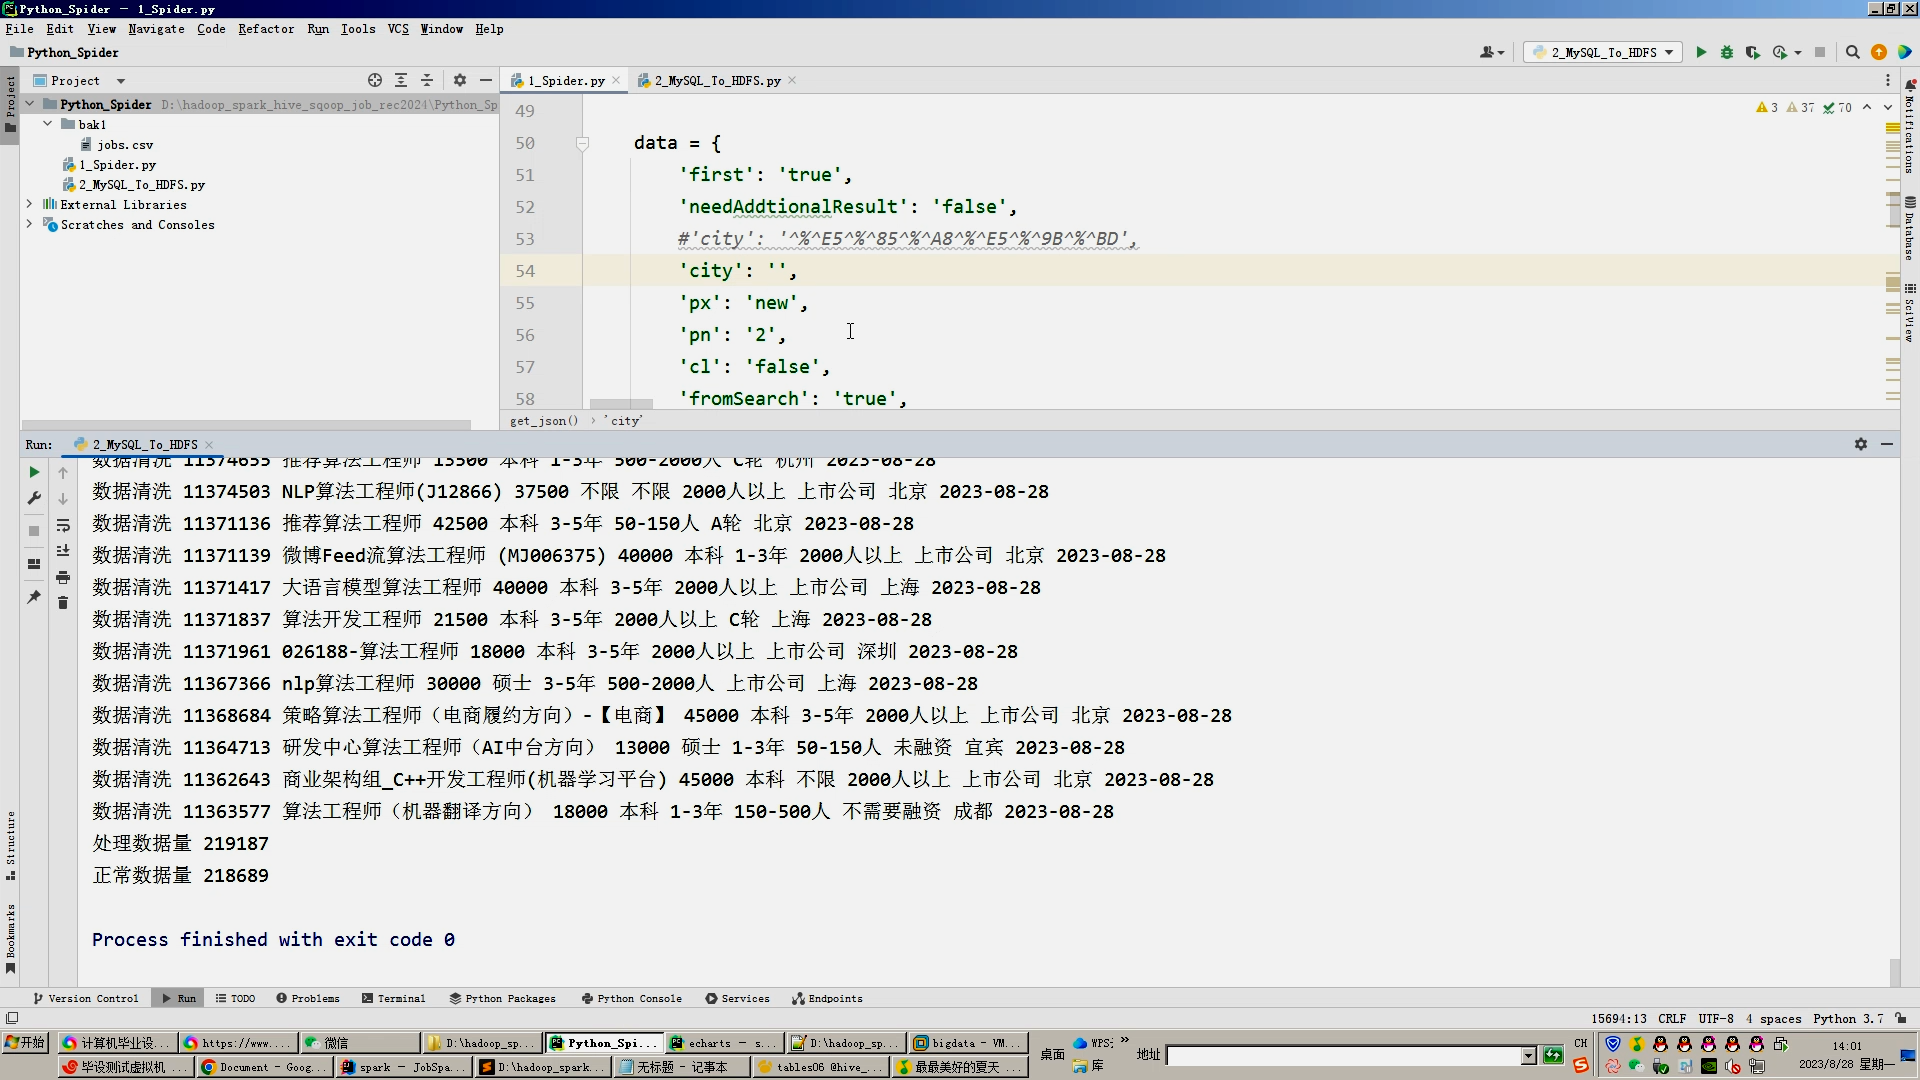 Python_Spider — 1_Spider.py
File Edit View Navigate Code Refactor Run Tools VCS Window Help
Python_Spider
2_MySQL_To_HDFS
Project
1_Spider.py
2_MySQL_To_HDFS.py
Python_Spider D:\hadoop_spark_hive_sqoop_job_rec2024\Python_Sp
bak1
jobs.csv
1_Spider.py
2_MySQL_To_HDFS.py
External Libraries
Scratches and Consoles
3 37 70
49
50 data = {
51 'first': 'true',
52 'needAddtionalResult': 'false',
53 #'city': '^%^E5^%^85^%^A8^%^E5^%^9B^%^BD',
54 'city': '',
55 'px': 'new',
56 'pn': '2',
57 'cl': 'false',
58 'fromSearch': 'true',
get_json() › 'city'
Project
Structure
Bookmarks
Notifications
Database
SciView
Run: 2_MySQL_To_HDFS
数据清洗 11374655 推荐算法工程师 13500 本科 1-3年 500-2000人 C轮 杭州 2023-08-28
数据清洗 11374503 NLP算法工程师(J12866) 37500 不限 不限 2000人以上 上市公司 北京 2023-08-28
数据清洗 11371136 推荐算法工程师 42500 本科 3-5年 50-150人 A轮 北京 2023-08-28
数据清洗 11371139 微博Feed流算法工程师 (MJ006375) 40000 本科 1-3年 2000人以上 上市公司 北京 2023-08-28
数据清洗 11371417 大语言模型算法工程师 40000 本科 3-5年 2000人以上 上市公司 上海 2023-08-28
数据清洗 11371837 算法开发工程师 21500 本科 3-5年 2000人以上 C轮 上海 2023-08-28
数据清洗 11371961 026188-算法工程师 18000 本科 3-5年 2000人以上 上市公司 深圳 2023-08-28
数据清洗 11367366 nlp算法工程师 30000 硕士 3-5年 500-2000人 上市公司 上海 2023-08-28
数据清洗 11368684 策略算法工程师（电商履约方向）-【电商】 45000 本科 3-5年 2000人以上 上市公司 北京 2023-08-28
数据清洗 11364713 研发中心算法工程师（AI中台方向） 13000 硕士 1-3年 50-150人 未融资 宜宾 2023-08-28
数据清洗 11362643 商业架构组_C++开发工程师(机器学习平台) 45000 本科 不限 2000人以上 上市公司 北京 2023-08-28
数据清洗 11363577 算法工程师（机器翻译方向） 18000 本科 1-3年 150-500人 不需要融资 成都 2023-08-28
处理数据量 219187
正常数据量 218689
Process finished with exit code 0
Version Control Run TODO Problems Terminal Python Packages Python Console Services Endpoints
15694:13 CRLF UTF-8 4 spaces Python 3.7
开始 计算机毕业设... https://www.... 微信 D:\hadoop_sp... Python_Spi... echarts — s... D:\hadoop_sp... bigdata - VM...
毕设测试虚拟机 ... Document - Goog... spark — JobSpa... D:\hadoop_spark... 无标题 - 记事本 tables06 @hive_... 最最美好的夏天 ...
桌面 WPS
库
地址
CH
14:01
2023/8/28 星期一